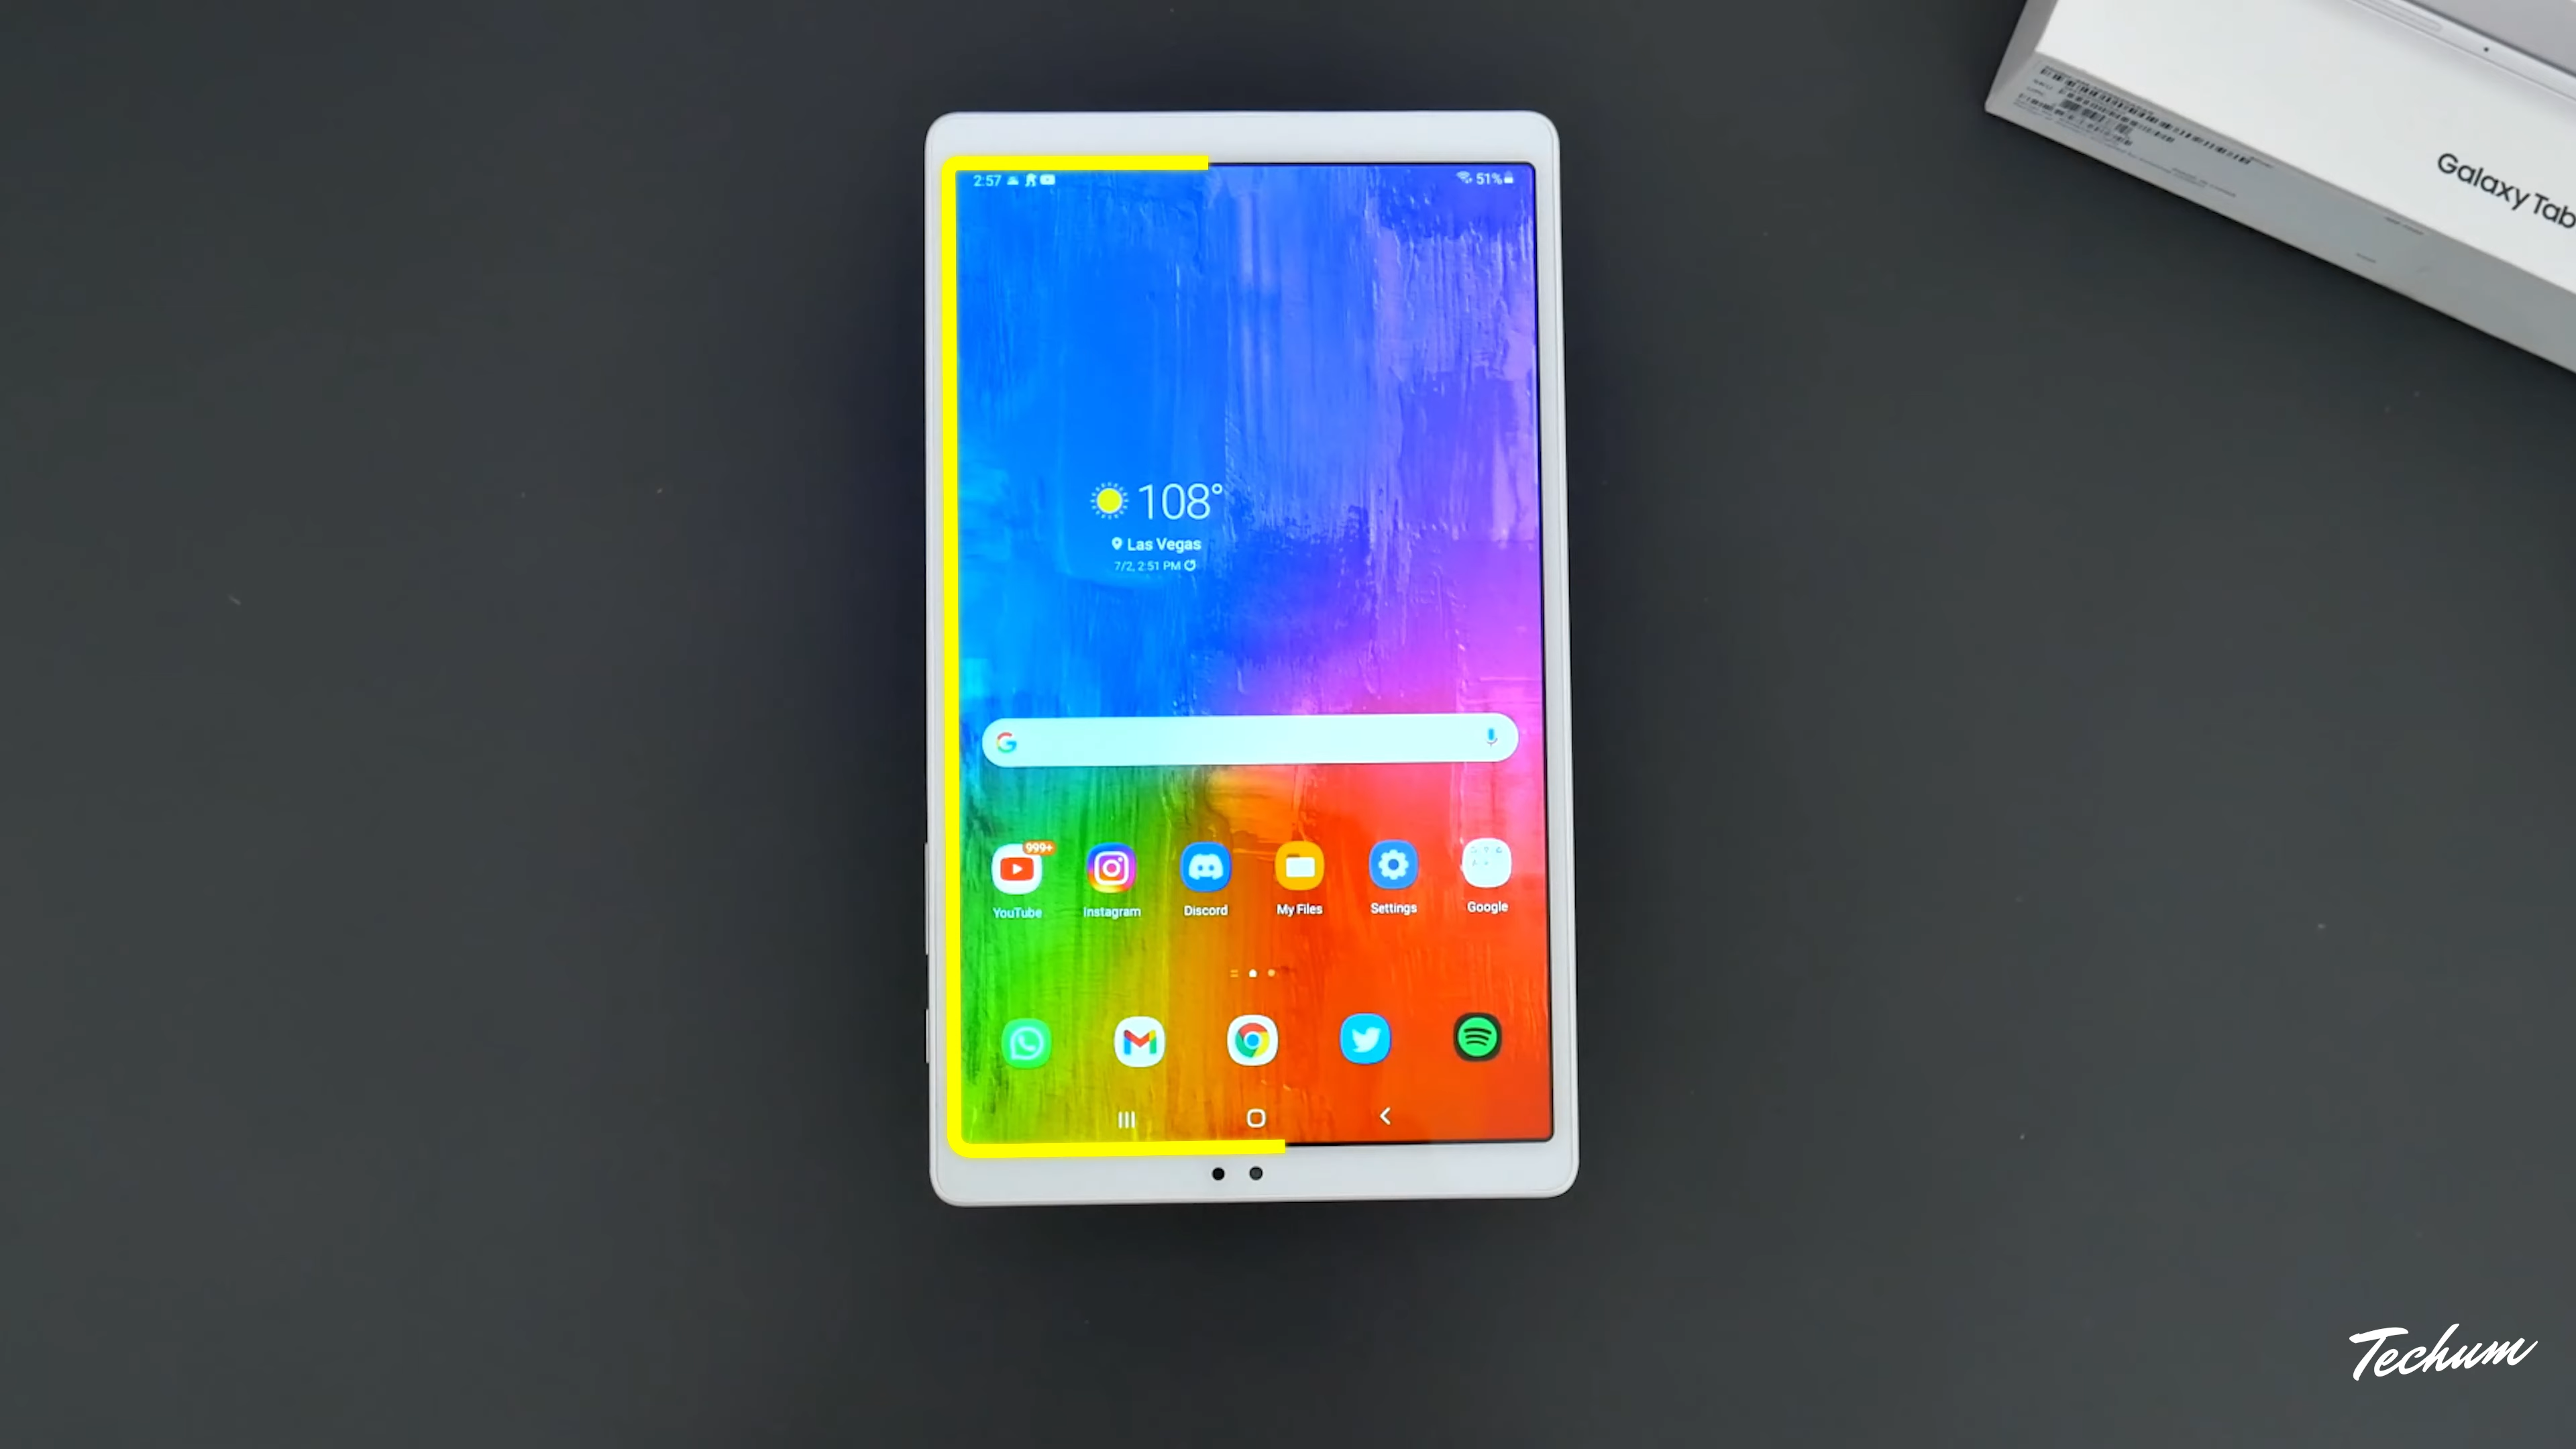 2:57
51%
Galaxy Tab
108°
Las Vegas
7/2, 2:51 PM
999+
YouTube
Instagram
Discord
My Files
Settings
Google
Techum